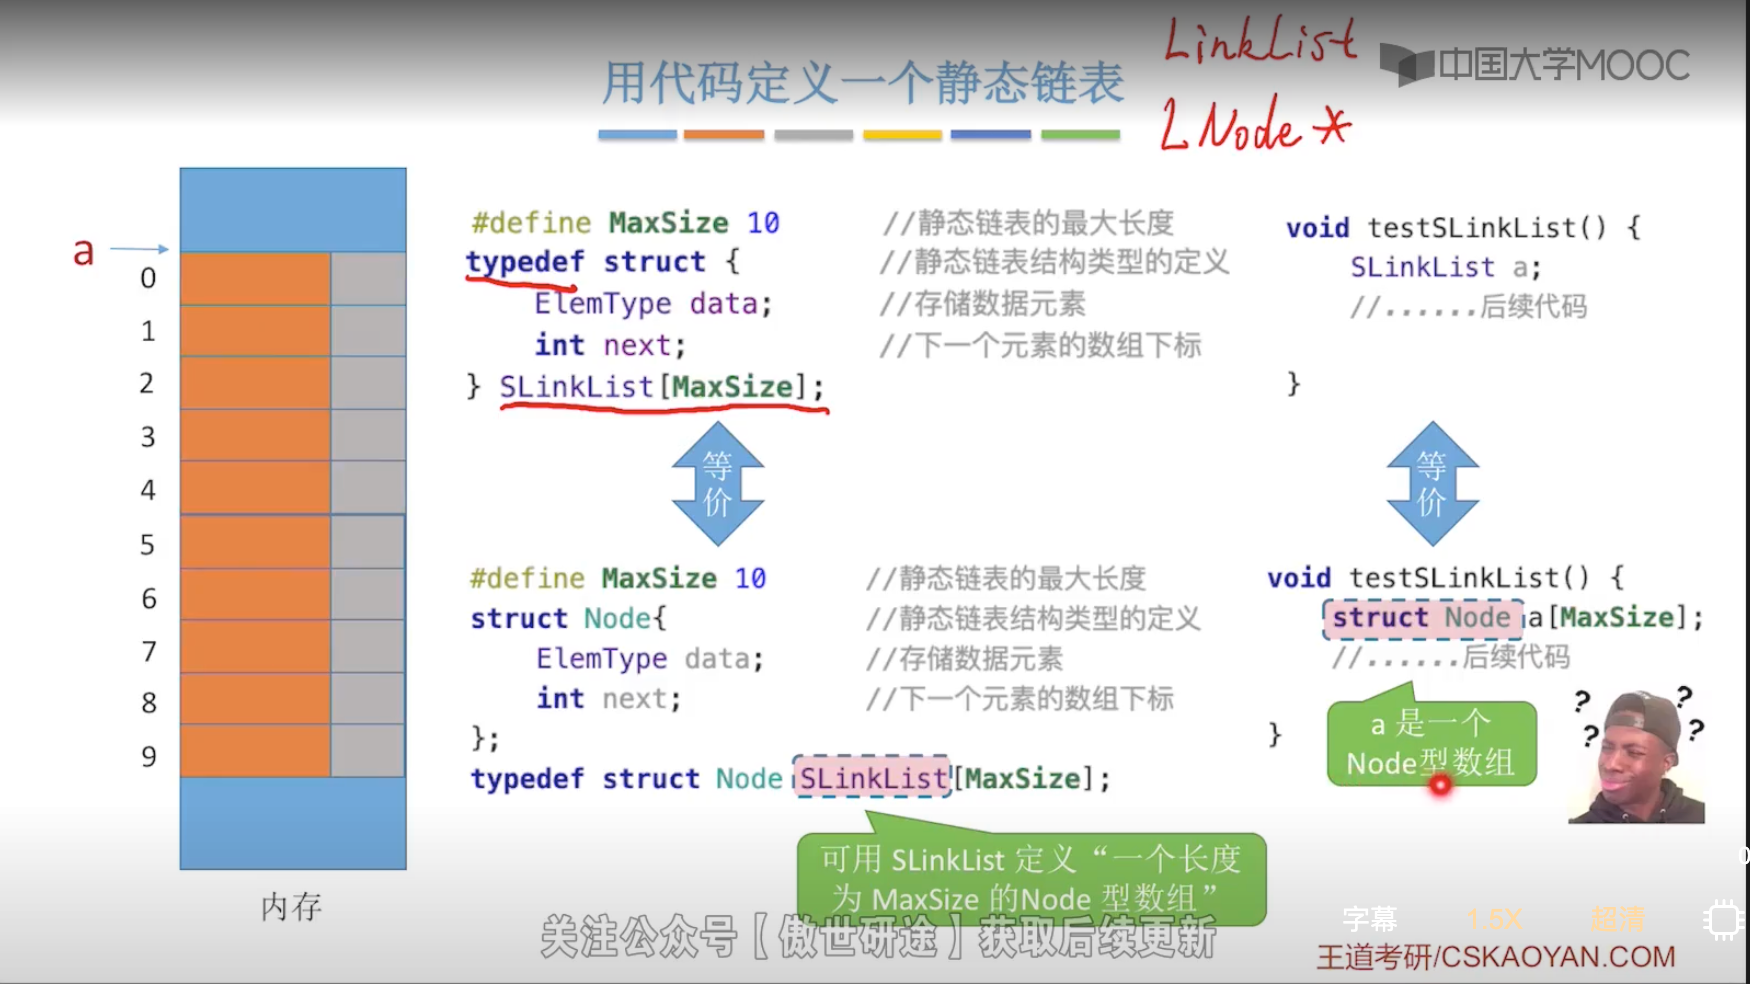 LinkList
LNode *
中国大学MOOC
用代码定义一个静态链表
a
0
1
2
3
4
5
6
7
8
9
内存
#define MaxSize 10 //静态链表的最大长度
typedef struct { //静态链表结构类型的定义
ElemType data; //存储数据元素
int next; //下一个元素的数组下标
} SLinkList[MaxSize];
等
价
#define MaxSize 10 //静态链表的最大长度
struct Node{ //静态链表结构类型的定义
ElemType data; //存储数据元素
int next; //下一个元素的数组下标
};
typedef struct Node SLinkList[MaxSize];
可用 SLinkList 定义“一个长度
为 MaxSize 的Node 型数组”
void testSLinkList() {
SLinkList a;
//......后续代码
}
等
价
void testSLinkList() {
struct Node a[MaxSize];
//......后续代码
}
a 是一个
Node型数组
? ?
? ?
关注公众号【傲世研途】获取后续更新
字幕 1.5X 超清
王道考研/CSKAOYAN.COM